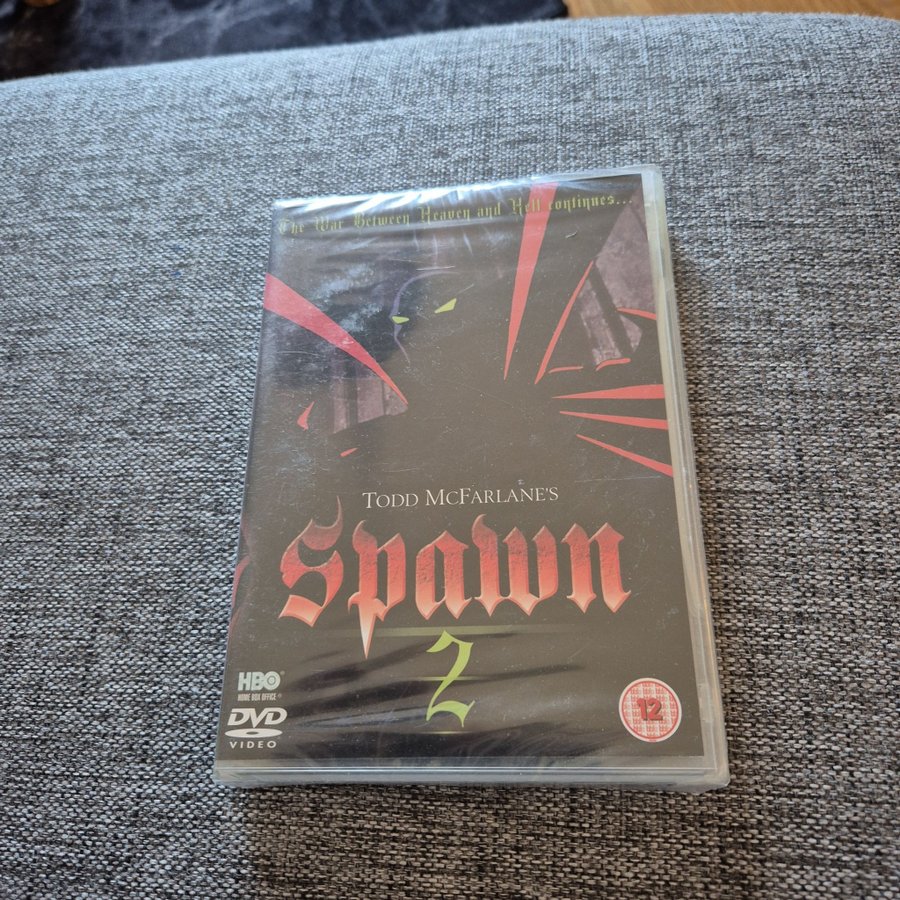 The War Between Heaven and Hell continues...
TODD MCFARLANE'S
Spawn
2
HBO
HOME BOX OFFICE ®
DVD
VIDEO
12